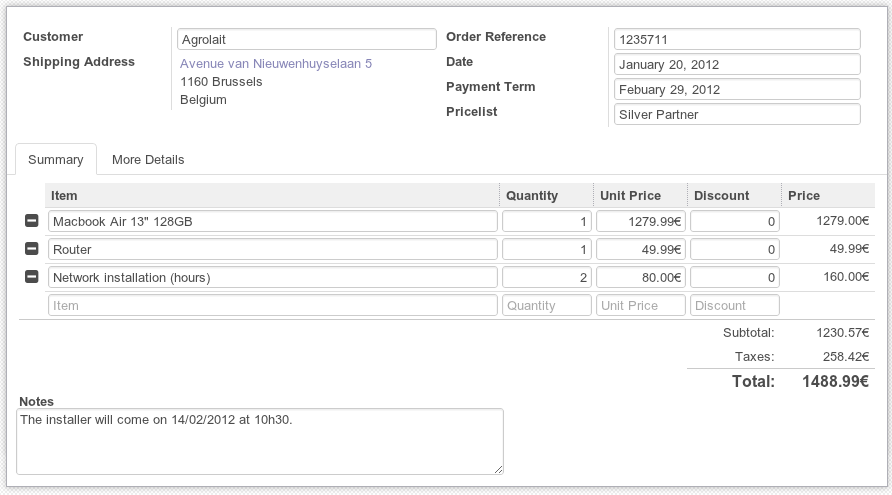 Customer Agrolait Order Reference 1235711
Shipping Address Avenue van Nieuwenhuyselaan 5 Date January 20, 2012
1160 Brussels Payment Term Febuary 29, 2012
Belgium Pricelist Silver Partner
Summary More Details
Item Quantity Unit Price Discount Price
Macbook Air 13" 128GB 1 1279.99€ 0 1279.00€
Router 1 49.99€ 0 49.99€
Network installation (hours) 2 80.00€ 0 160.00€
Item Quantity Unit Price Discount
Subtotal: 1230.57€
Taxes: 258.42€
Total: 1488.99€
Notes
The installer will come on 14/02/2012 at 10h30.